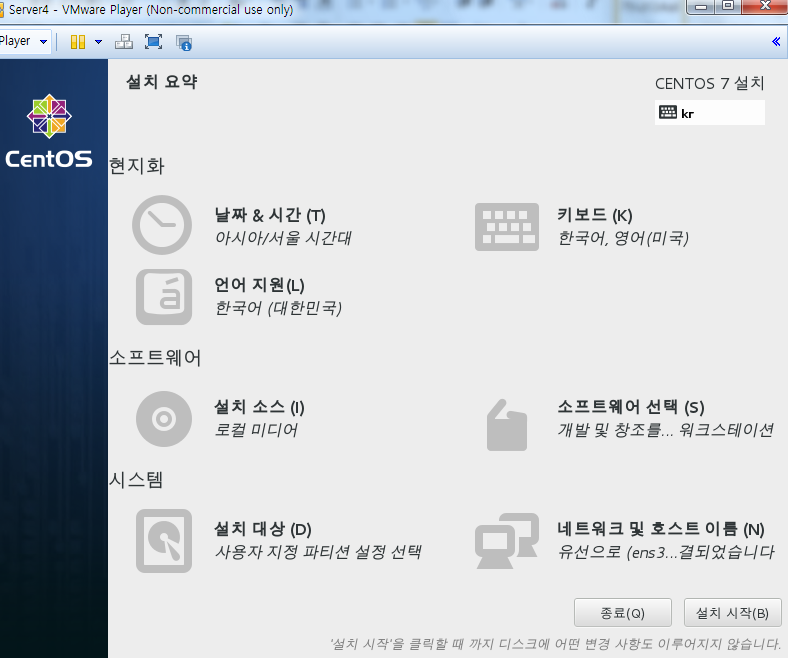 Server4 - VMware Player (Non-commercial use only)
Player
CentOS
설치 요약
CENTOS 7 설치
kr
현지화
날짜 & 시간 (T)
아시아/서울 시간대
키보드 (K)
한국어, 영어(미국)
언어 지원(L)
한국어 (대한민국)
소프트웨어
설치 소스 (I)
로컬 미디어
소프트웨어 선택 (S)
개발 및 창조를... 워크스테이션
시스템
설치 대상 (D)
사용자 지정 파티션 설정 선택
네트워크 및 호스트 이름 (N)
유선으로 (ens3...결되었습니다
종료(Q)
설치 시작(B)
'설치 시작'을 클릭할 때 까지 디스크에 어떤 변경 사항도 이루어지지 않습니다.